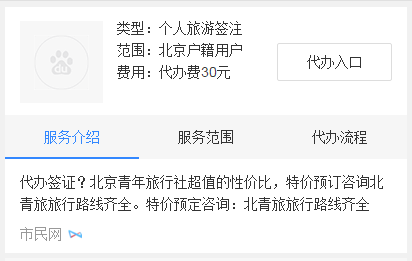 du
类型：个人旅游签注
范围：北京户籍用户
费用：代办费30元
代办入口
服务介绍 服务范围 代办流程
代办签证？北京青年旅行社超值的性价比，特价预订咨询北
青旅旅行路线齐全。特价预定咨询：北青旅旅行路线齐全
市民网